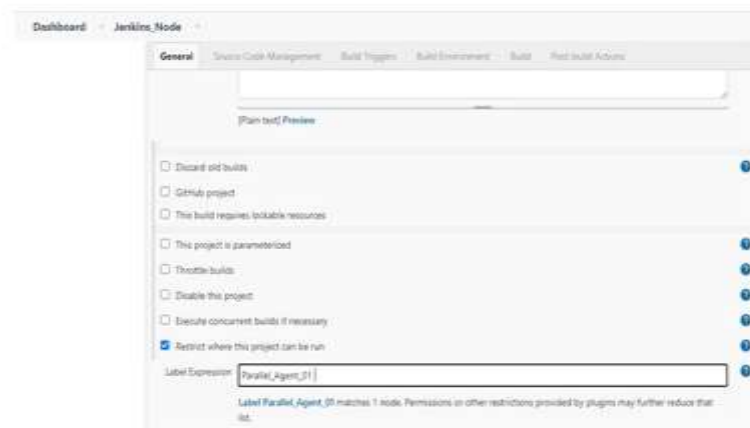 Dashboard Jenkins_Node
General Source Code Management Build Triggers Build Environment Build Post-build Actions
[Plain text] Preview
Discard old builds
GitHub project
This build requires lockable resources
This project is parameterized
Throttle builds
Disable this project
Execute concurrent builds if necessary
Restrict where this project can be run
Label Expression Parallel_Agent_01
Label Parallel_Agent_01 matches 1 node. Permissions or other restrictions provided by plugins may further reduce that
list.